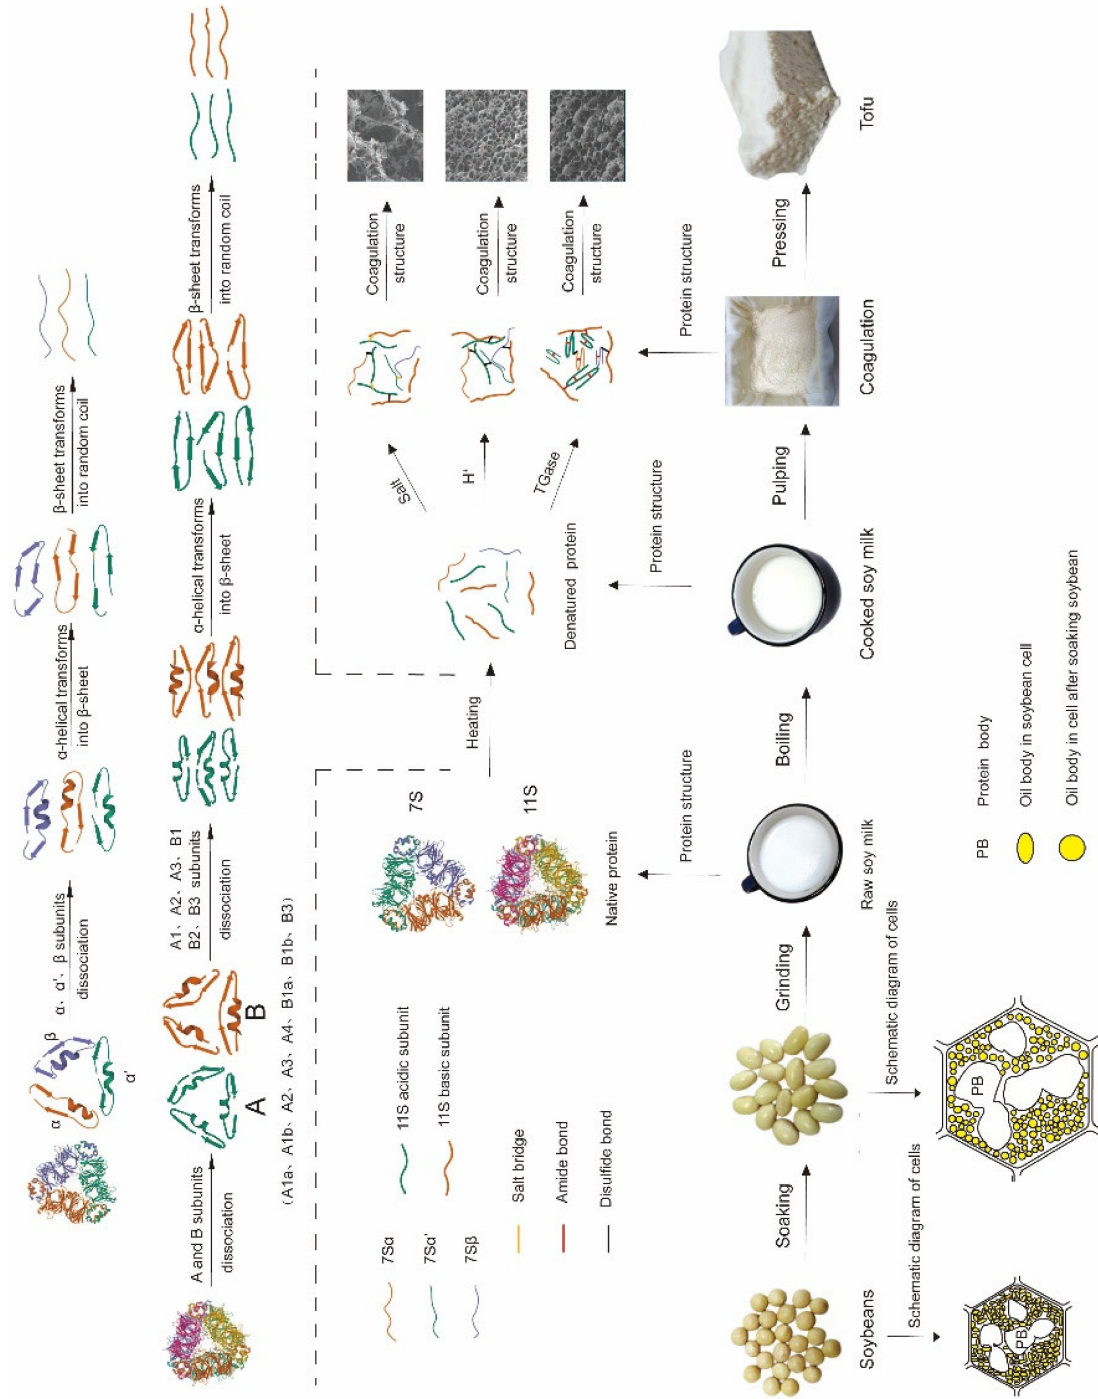 α
β
α'
α、α'、β subunits
dissociation
α-helical transforms
into β-sheet
β-sheet transforms
into random coil
A and B subunits
dissociation
A
B
(A1a、A1b、A2、A3、A4、B1a、B1b、B3)
A1、A2、A3、B1
B2、B3 subunits
dissociation
α-helical transforms
into β-sheet
β-sheet transforms
into random coil
7Sα
7Sα'
7Sβ
11S acidic subunit
11S basic subunit
Salt bridge
Amide bond
Disulfide bond
7S
11S
Native protein
Heating
Denatured protein
Salt
H'
TGase
Coagulation
structure
Coagulation
structure
Coagulation
structure
Protein structure
Protein structure
Protein structure
Soybeans
Soaking
Grinding
Raw soy milk
Boiling
Cooked soy milk
Pulping
Coagulation
Pressing
Tofu
Schematic diagram of cells
Schematic diagram of cells
PB
PB
PB Protein body
Oil body in soybean cell
Oil body in cell after soaking soybean